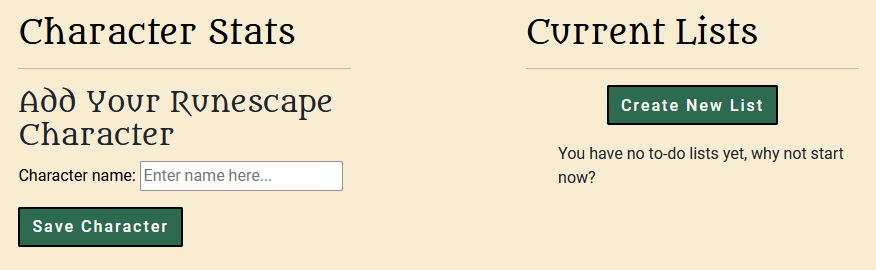 Character Stats
Add Your Runescape
Character
Character name: Enter name here...
Save Character
Current Lists
Create New List
You have no to-do lists yet, why not start
now?